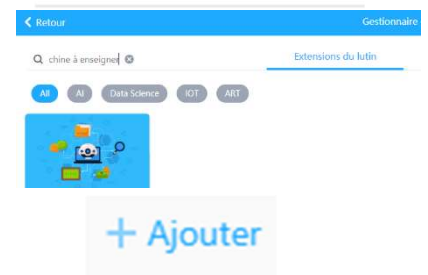 Retour Gestionnaire
chine à enseigner Extensions du lutin
All AI Data Science IOT ART
+ Ajouter